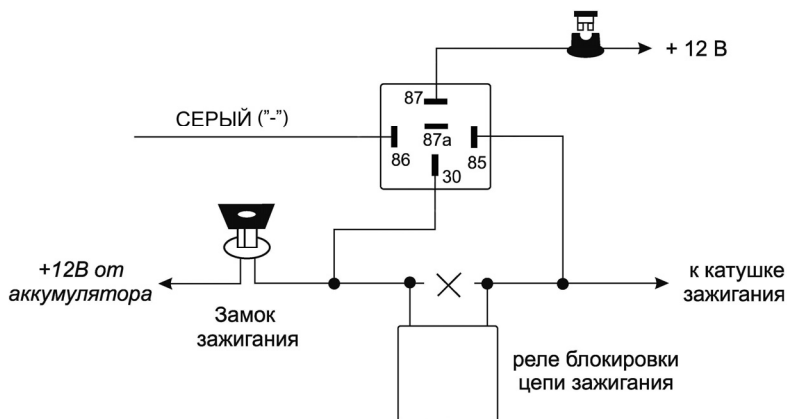 + 12 В
87
СЕРЫЙ ("-")
87а
86
85
30
+12В от
аккумулятора
Замок
зажигания
к катушке
зажигания
реле блокировки
цепи зажигания